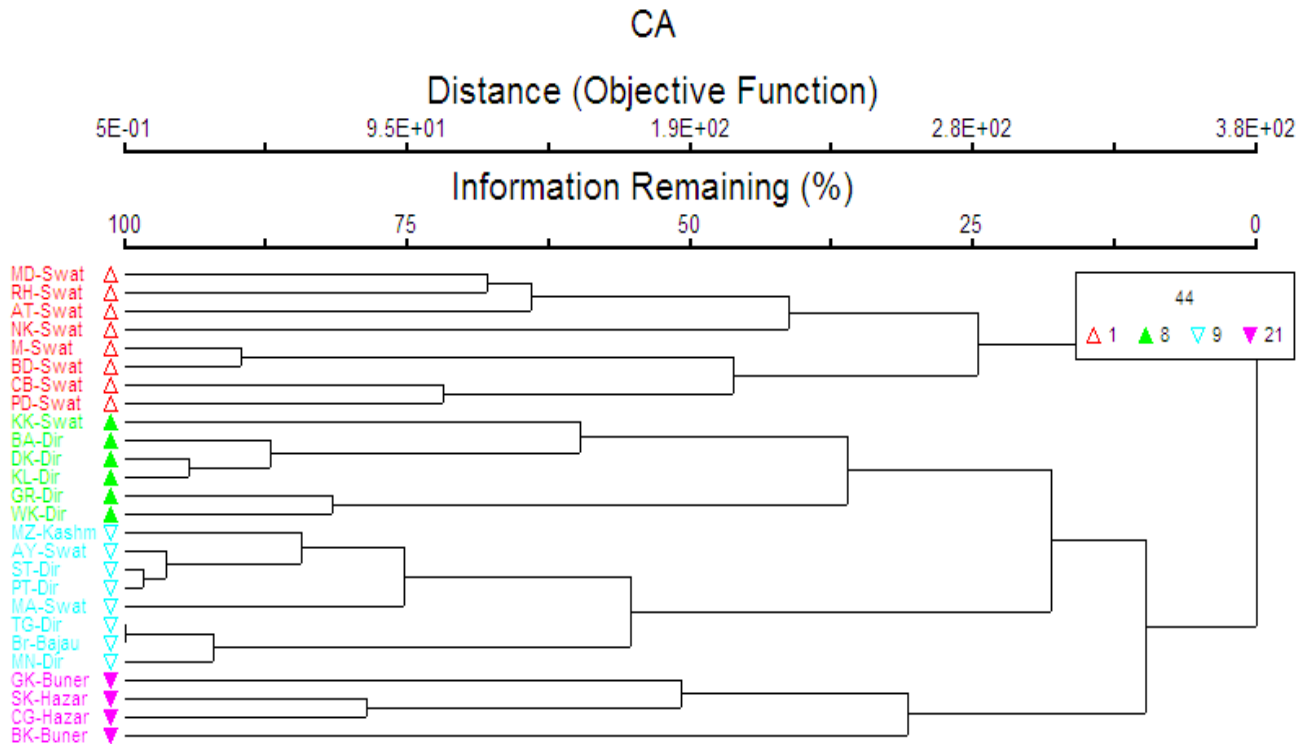 CA
Distance (Objective Function)
5E-01 9.5E+01 1.9E+02 2.8E+02 3.8E+02
Information Remaining (%)
100 75 50 25 0
MD-Swat
RH-Swat
AT-Swat
NK-Swat
M-Swat
BD-Swat
CB-Swat
PD-Swat
KK-Swat
BA-Dir
DK-Dir
KL-Dir
GR-Dir
WK-Dir
MZ-Kashm
AY-Swat
ST-Dir
PT-Dir
MA-Swat
TG-Dir
Br-Bajau
MN-Dir
GK-Buner
SK-Hazar
CG-Hazar
BK-Buner
44
1 8 9 21